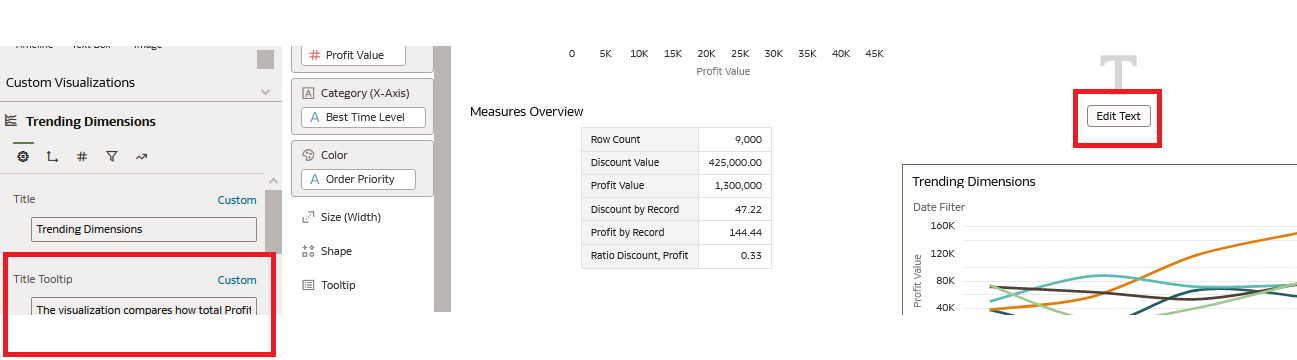 Timeline Text Box Image
Custom Visualizations
Trending Dimensions
#
Title
Custom
Trending Dimensions
Title Tooltip
Custom
The visualization compares how total Profit
# Profit Value
A Category (X-Axis)
A Best Time Level
Color
A Order Priority
Size (Width)
Shape
Tooltip
0 5K 10K 15K 20K 25K 30K 35K 40K 45K
Profit Value
Measures Overview
Row Count 9,000
Discount Value 425,000.00
Profit Value 1,300,000
Discount by Record 47.22
Profit by Record 144.44
Ratio Discount, Profit 0.33
T
Edit Text
Trending Dimensions
Date Filter
160K
120K
80K
40K
Profit Value